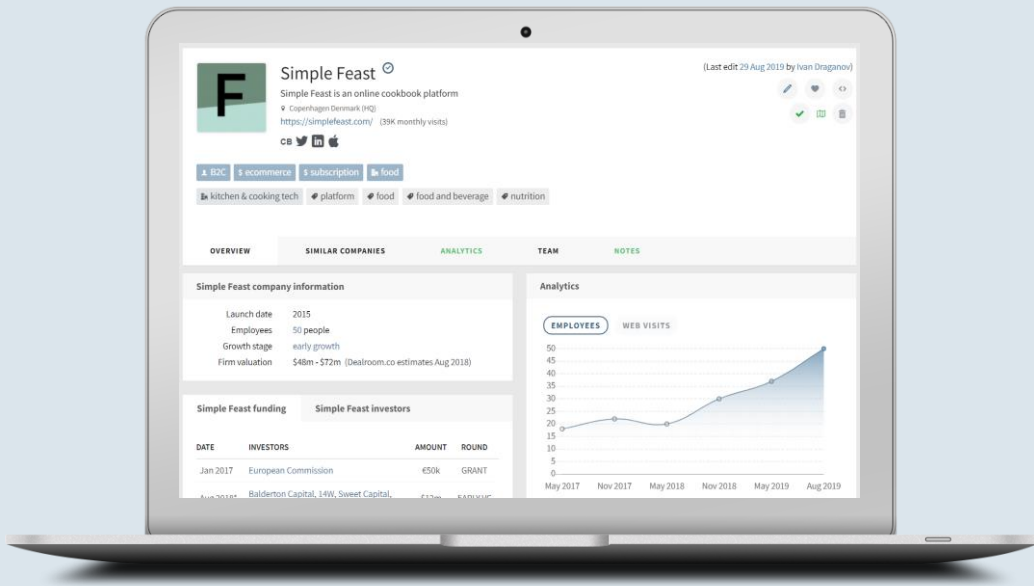 F
Simple Feast
(Last edit 29 Aug 2019 by Ivan Draganov)
Simple Feast is an online cookbook platform
Copenhagen Denmark (HQ)
https://simplefeast.com/ (39K monthly visits)
CB in
B2C $ ecommerce $ subscription food
kitchen & cooking tech platform food food and beverage nutrition
OVERVIEW SIMILAR COMPANIES ANALYTICS TEAM NOTES
Simple Feast company information
Launch date 2015
Employees 50 people
Growth stage early growth
Firm valuation $48m - $72m (Dealroom.co estimates Aug 2018)
Simple Feast funding Simple Feast investors
DATE INVESTORS AMOUNT ROUND
Jan 2017 European Commission €50k GRANT
Aug 2018* Balderton Capital, 14W, Sweet Capital, $12m EARLY VC
Analytics
EMPLOYEES WEB VISITS
50
45
40
35
30
25
20
15
10
5
0
May 2017 Nov 2017 May 2018 Nov 2018 May 2019 Aug 2019